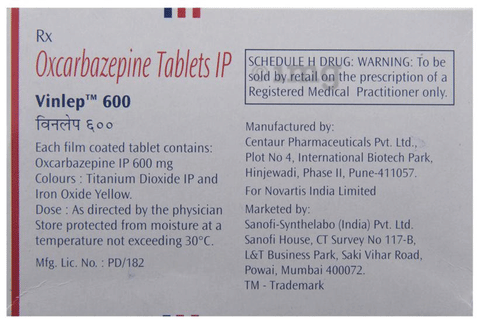 Rx
Oxcarbazepine Tablets IP
Vinlep™ 600
विनलेप ६००
Each film coated tablet contains:
Oxcarbazepine IP 600 mg
Colours : Titanium Dioxide IP and
Iron Oxide Yellow.
Dose : As directed by the physician
Store protected from moisture at a
temperature not exceeding 30°C.
Mfg. Lic. No. : PD/182
SCHEDULE H DRUG: WARNING: To be
sold by retail on the prescription of a
Registered Medical Practitioner only.
1mg
Manufactured by:
Centaur Pharmaceuticals Pvt. Ltd.,
Plot No 4, International Biotech Park,
Hinjewadi, Phase II, Pune-411057.
For Novartis India Limited
Marketed by:
Sanofi-Synthelabo (India) Pvt. Ltd.
Sanofi House, CT Survey No 117-B,
L&T Business Park, Saki Vihar Road,
Powai, Mumbai 400072.
TM - Trademark